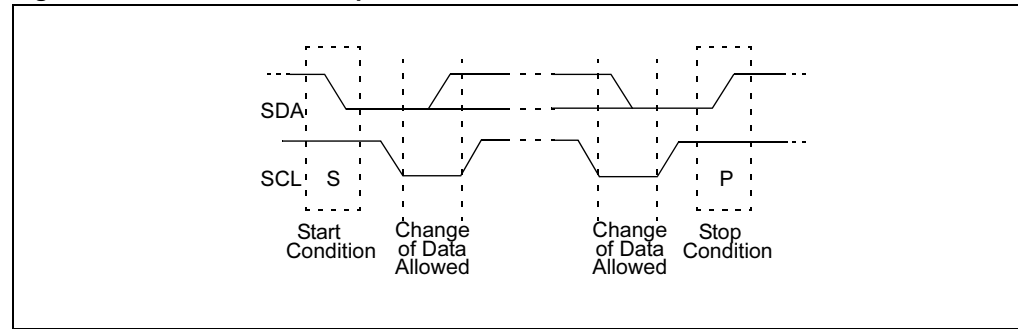 SDA
SCL
S
P
Start
Condition
Change
of Data
Allowed
Change
of Data
Allowed
Stop
Condition